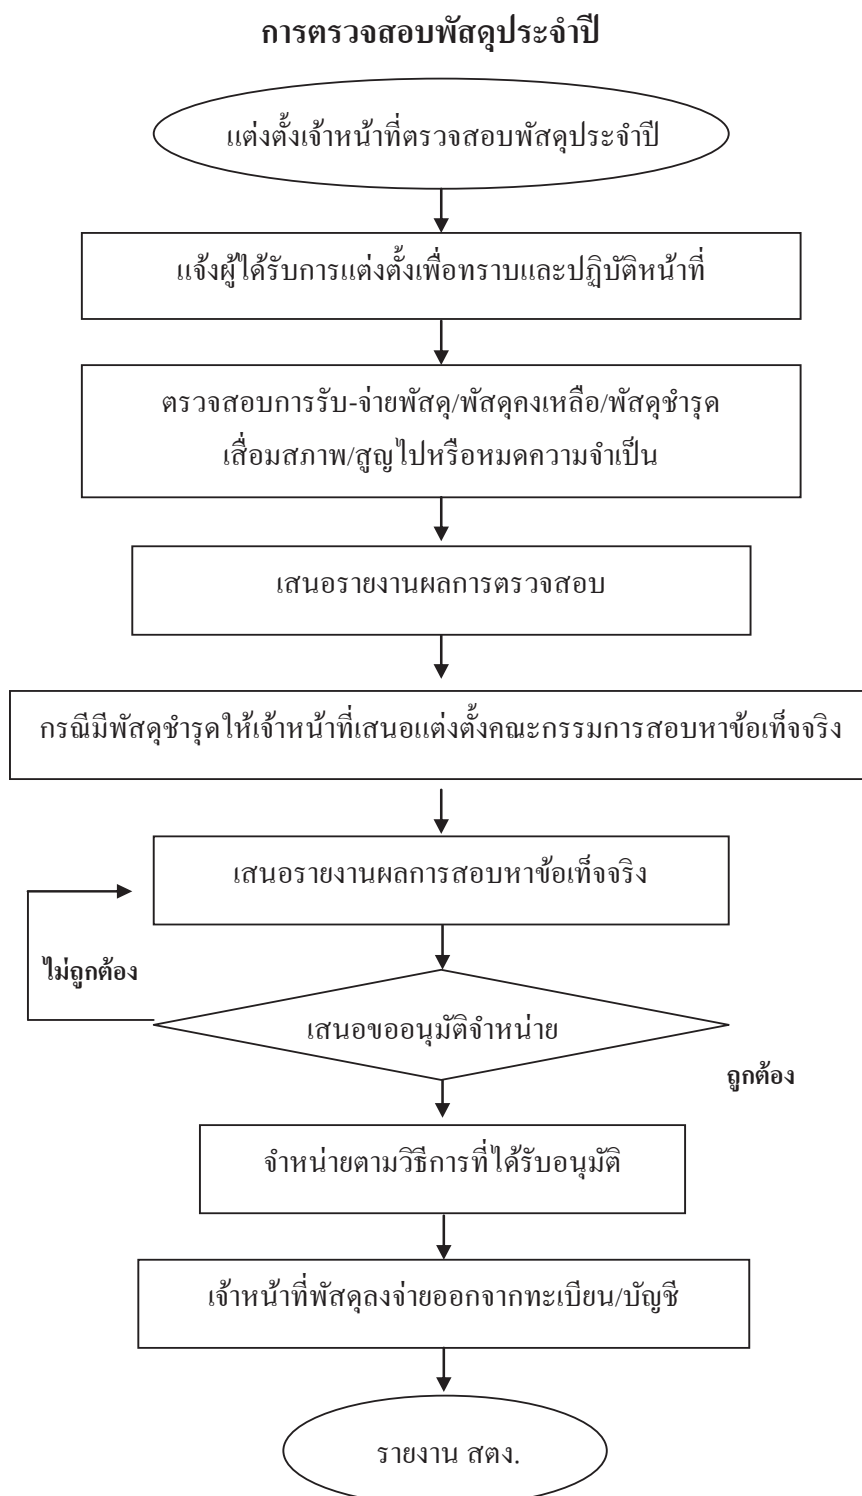 การตรวจสอบพัสดุประจำปี
แต่งตั้งเจ้าหน้าที่ตรวจสอบพัสดุประจำปี
แจ้งผู้ได้รับการแต่งตั้งเพื่อทราบและปฏิบัติหน้าที่
ตรวจสอบการรับ-จ่ายพัสดุ/พัสดุคงเหลือ/พัสดุชำรุด
เสื่อมสภาพ/สูญไปหรือหมดความจำเป็น
เสนอรายงานผลการตรวจสอบ
กรณีมีพัสดุชำรุดให้เจ้าหน้าที่เสนอแต่งตั้งคณะกรรมการสอบหาข้อเท็จจริง
เสนอรายงานผลการสอบหาข้อเท็จจริง
ไม่ถูกต้อง
เสนอขออนุมัติจำหน่าย
ถูกต้อง
จำหน่ายตามวิธีการที่ได้รับอนุมัติ
เจ้าหน้าที่พัสดุลงจ่ายออกจากทะเบียน/บัญชี
รายงาน สตง.